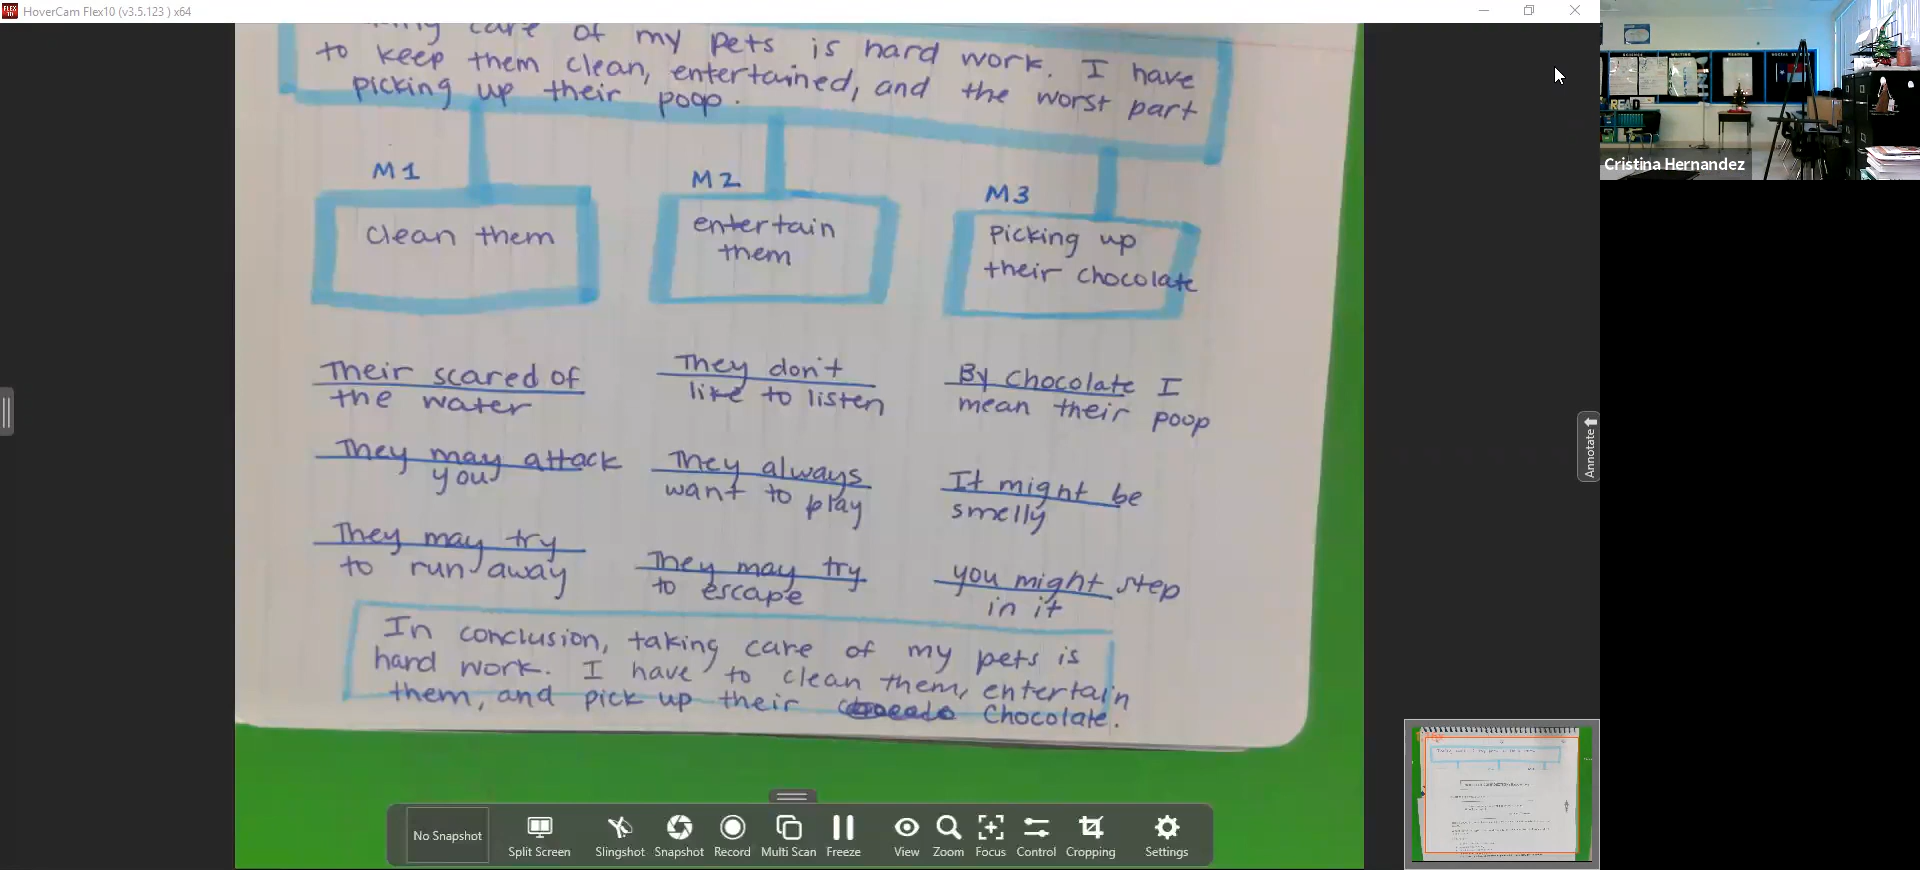 HoverCam Flex10 (v3.5.123 ) x64
care of my pets is hard work. I have
to keep them clean, entertained, and the worst part
picking up their poop.
M1
clean them
M2
entertain
them
M3
picking up
their chocolate
Their scared of
the water
They may attack
you
They may try
to run away
They don't
like to listen
They always
want to play
They may try
to escape
By chocolate I
mean their poop
It might be
smelly
you might step
in it
In conclusion, taking care of my pets is
hard work. I have to clean them, entertain
them, and pick up their Chocolate.
Annotate
No Snapshot
Split Screen
Slingshot
Snapshot
Record
Multi Scan
Freeze
View
Zoom
Focus
Control
Cropping
Settings
READ
Cristina Hernandez